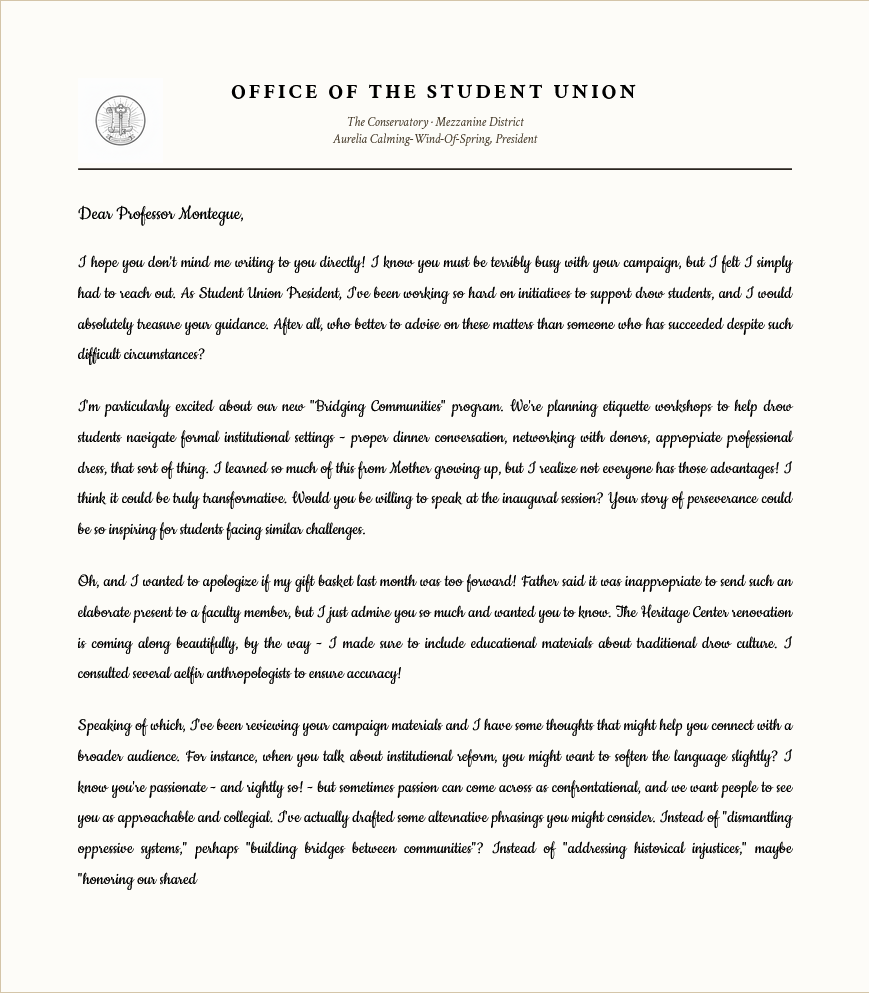 OFFICE OF THE STUDENT UNION
The Conservatory · Mezzanine District
Aurelia Calming-Wind-Of-Spring, President
Dear Professor Montegue,
I hope you don't mind me writing to you directly! I know you must be terribly busy with your campaign, but I felt I simply
had to reach out. As Student Union President, I've been working so hard on initiatives to support drow students, and I would
absolutely treasure your guidance. After all, who better to advise on these matters than someone who has succeeded despite such
difficult circumstances?
I'm particularly excited about our new "Bridging Communities" program. We're planning etiquette workshops to help drow
students navigate formal institutional settings - proper dinner conversation, networking with donors, appropriate professional
dress, that sort of thing. I learned so much of this from Mother growing up, but I realize not everyone has those advantages! I
think it could be truly transformative. Would you be willing to speak at the inaugural session? Your story of perseverance could
be so inspiring for students facing similar challenges.
Oh, and I wanted to apologize if my gift basket last month was too forward! Father said it was inappropriate to send such an
elaborate present to a faculty member, but I just admire you so much and wanted you to know. The Heritage Center renovation
is coming along beautifully, by the way - I made sure to include educational materials about traditional drow culture. I
consulted several aelfir anthropologists to ensure accuracy!
Speaking of which, I've been reviewing your campaign materials and I have some thoughts that might help you connect with a
broader audience. For instance, when you talk about institutional reform, you might want to soften the language slightly? I
know you're passionate - and rightly so! - but sometimes passion can come across as confrontational, and we want people to see
you as approachable and collegial. I've actually drafted some alternative phrasings you might consider. Instead of "dismantling
oppressive systems," perhaps "building bridges between communities"? Instead of "addressing historical injustices," maybe
"honoring our shared